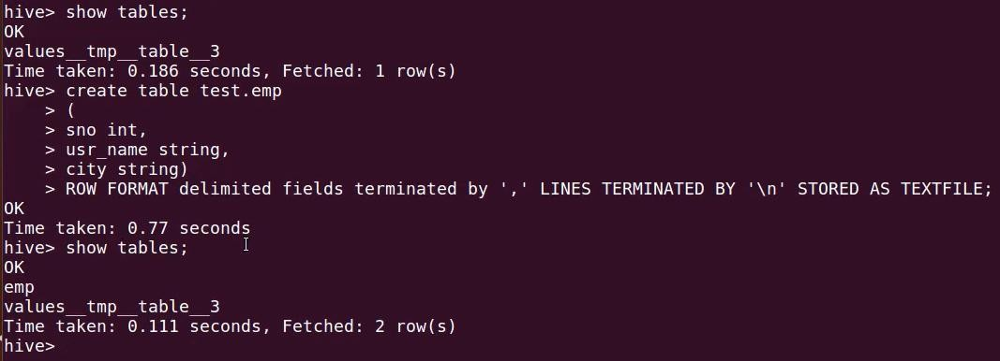 hive> show tables;
OK
values__tmp__table__3
Time taken: 0.186 seconds, Fetched: 1 row(s)
hive> create table test.emp
    > (
    > sno int,
    > usr_name string,
    > city string)
    > ROW FORMAT delimited fields terminated by ',' LINES TERMINATED BY '\n' STORED AS TEXTFILE;
OK
Time taken: 0.77 seconds
hive> show tables;
OK
emp
values__tmp__table__3
Time taken: 0.111 seconds, Fetched: 2 row(s)
hive>